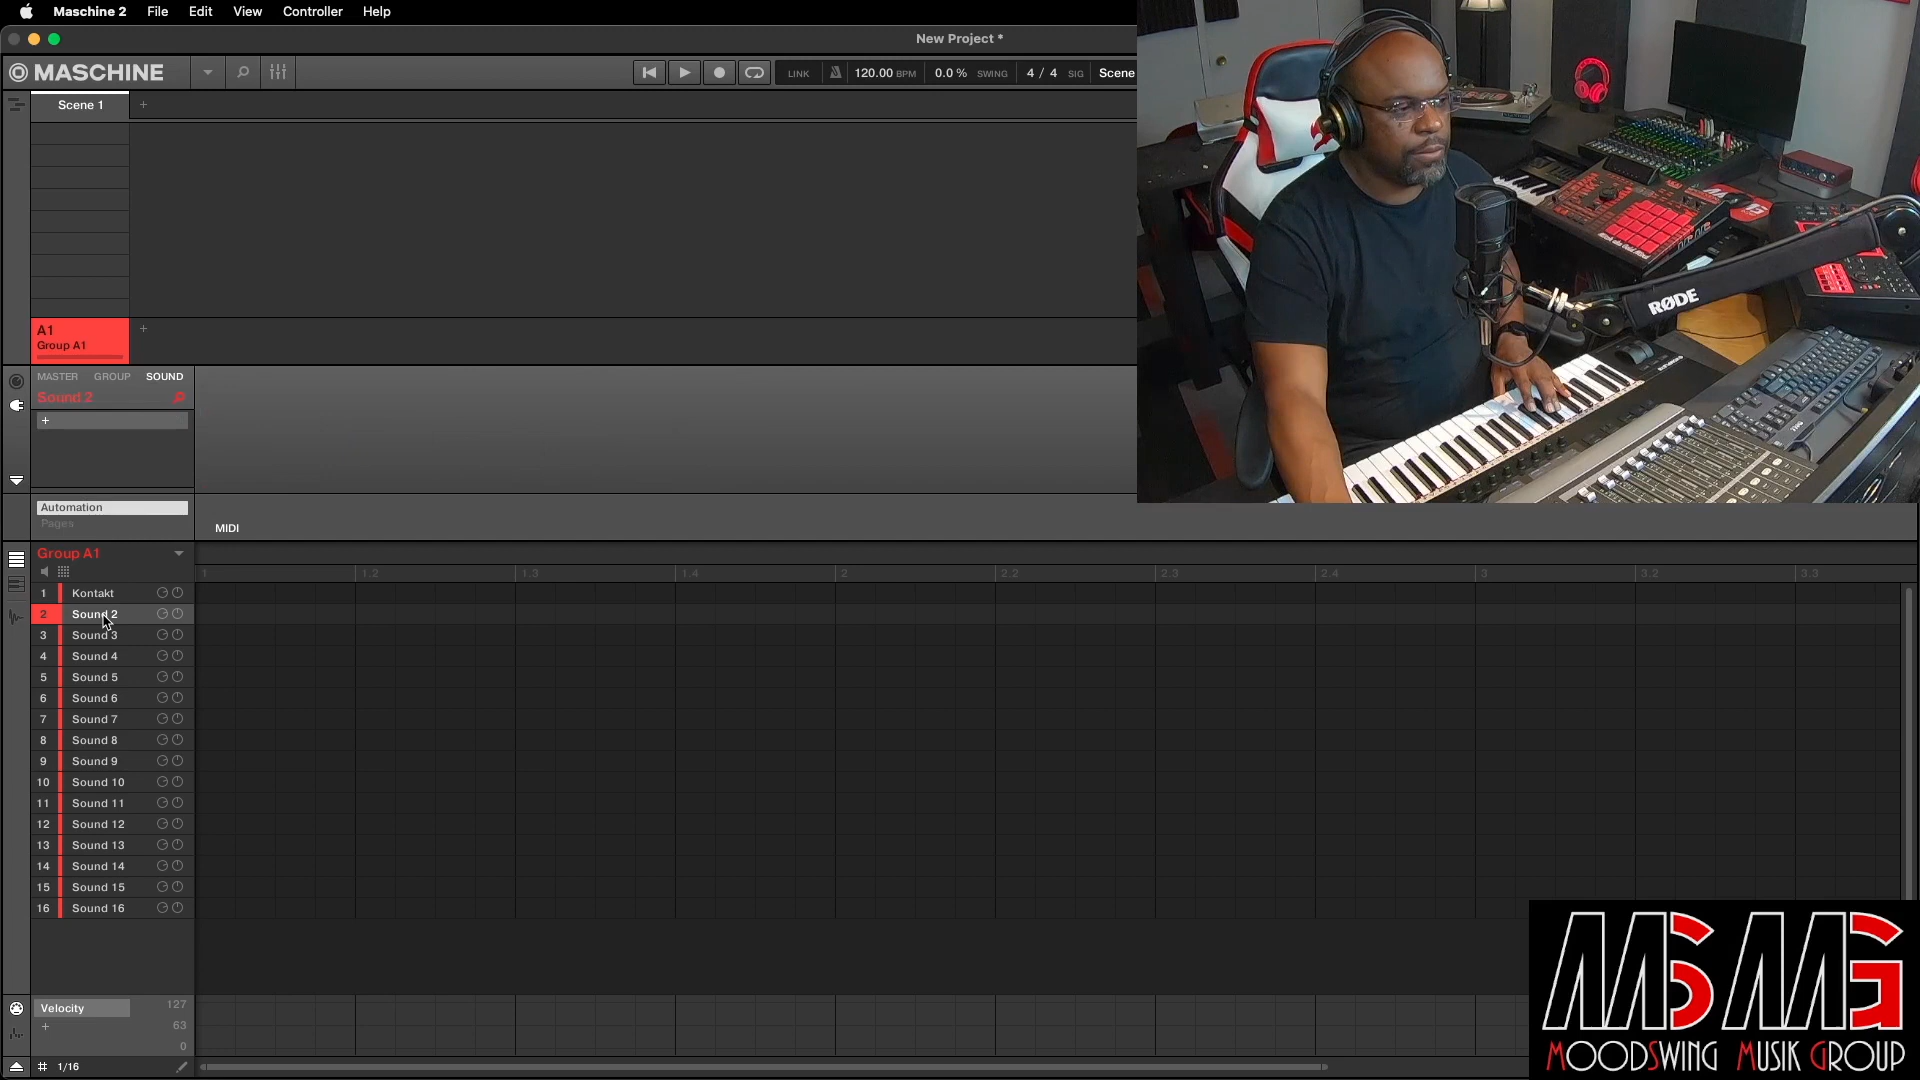 Maschine 2 File Edit View Controller Help
New Project *
MASCHINE
LINK 120.00 BPM 0.0 % SWING 4 / 4 SIG Scene
Scene 1
A1
Group A1
MASTER GROUP SOUND
Sound 2
Automation
Pages
MIDI
Group A1
1 1.2 1.3 1.4 2 2.2 2.3 2.4 3 3.2 3.3
1 Kontakt
2 Sound 2
3 Sound 3
4 Sound 4
5 Sound 5
6 Sound 6
7 Sound 7
8 Sound 8
9 Sound 9
10 Sound 10
11 Sound 11
12 Sound 12
13 Sound 13
14 Sound 14
15 Sound 15
16 Sound 16
Velocity 127
63
0
1/16
RØDE
MSMG
MOODSWING MUSIK GROUP